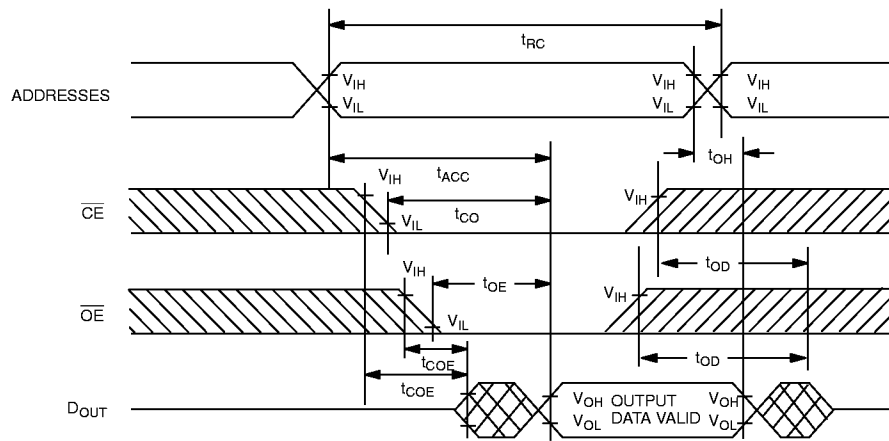 tRC
ADDRESSES
VIH VIH VIH
VIL VIL VIL
tOH
tACC
VIH
CE
tCO
VIH
VIL
tOD
VIH
tOE
OE
VIH
VIL
tCOE
tOD
tCOE
DOUT
VOH OUTPUT VOH
VOL DATA VALID VOL